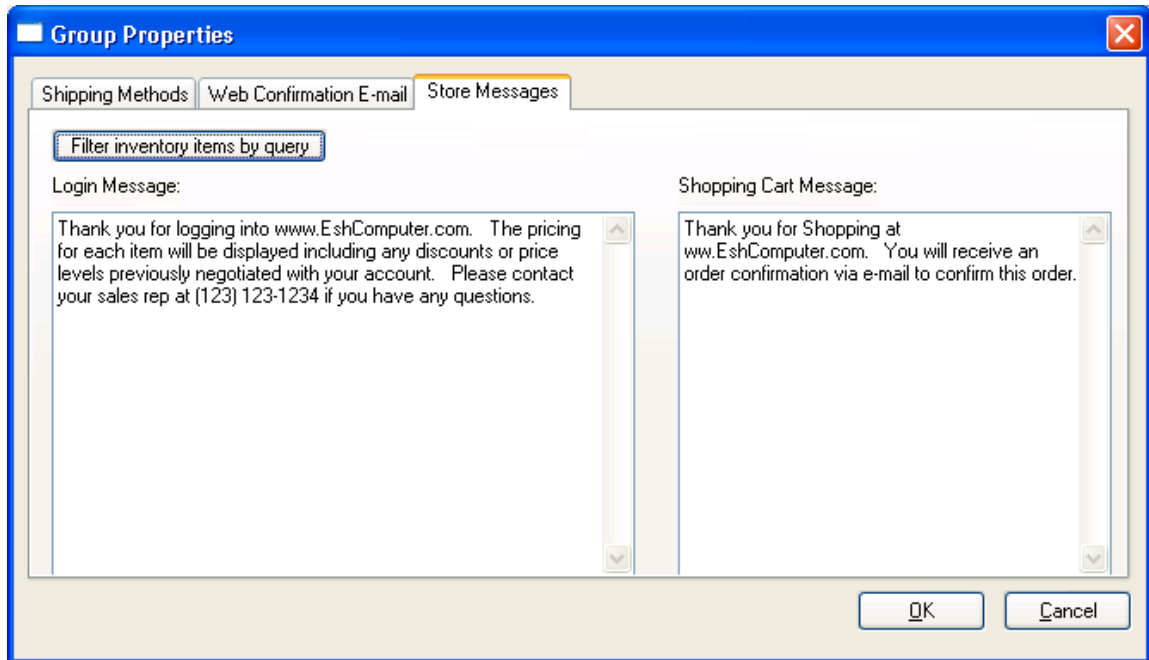 Group Properties
Shipping Methods
Web Confirmation E-mail
Store Messages
Filter inventory items by query
Login Message:
Thank you for logging into www.EshComputer.com.   The pricing
for each item will be displayed including any discounts or price
levels previously negotiated with your account.   Please contact
your sales rep at (123) 123-1234 if you have any questions.
Shopping Cart Message:
Thank you for Shopping at
ww.EshComputer.com.   You will receive an
order confirmation via e-mail to confirm this order.
OK
Cancel